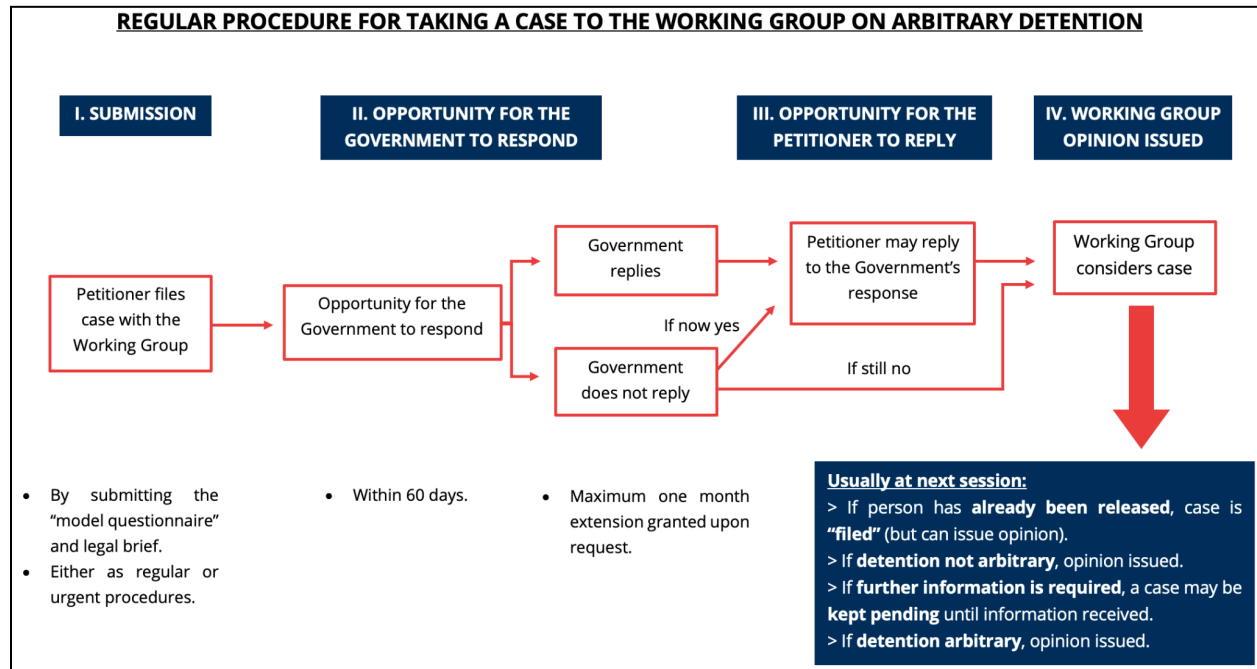 REGULAR PROCEDURE FOR TAKING A CASE TO THE WORKING GROUP ON ARBITRARY DETENTION
I. SUBMISSION
II. OPPORTUNITY FOR THE
GOVERNMENT TO RESPOND
III. OPPORTUNITY FOR THE
PETITIONER TO REPLY
IV. WORKING GROUP
OPINION ISSUED
Petitioner files
case with the
Working Group
Opportunity for the
Government to respond
Government
replies
Government
does not reply
If now yes
If still no
Petitioner may reply
to the Government's
response
Working Group
considers case
• By submitting the
"model questionnaire"
and legal brief.
• Either as regular or
urgent procedures.
• Within 60 days.
• Maximum one month
extension granted upon
request.
Usually at next session:
> If person has already been released, case is
"filed" (but can issue opinion).
> If detention not arbitrary, opinion issued.
> If further information is required, a case may be
kept pending until information received.
> If detention arbitrary, opinion issued.